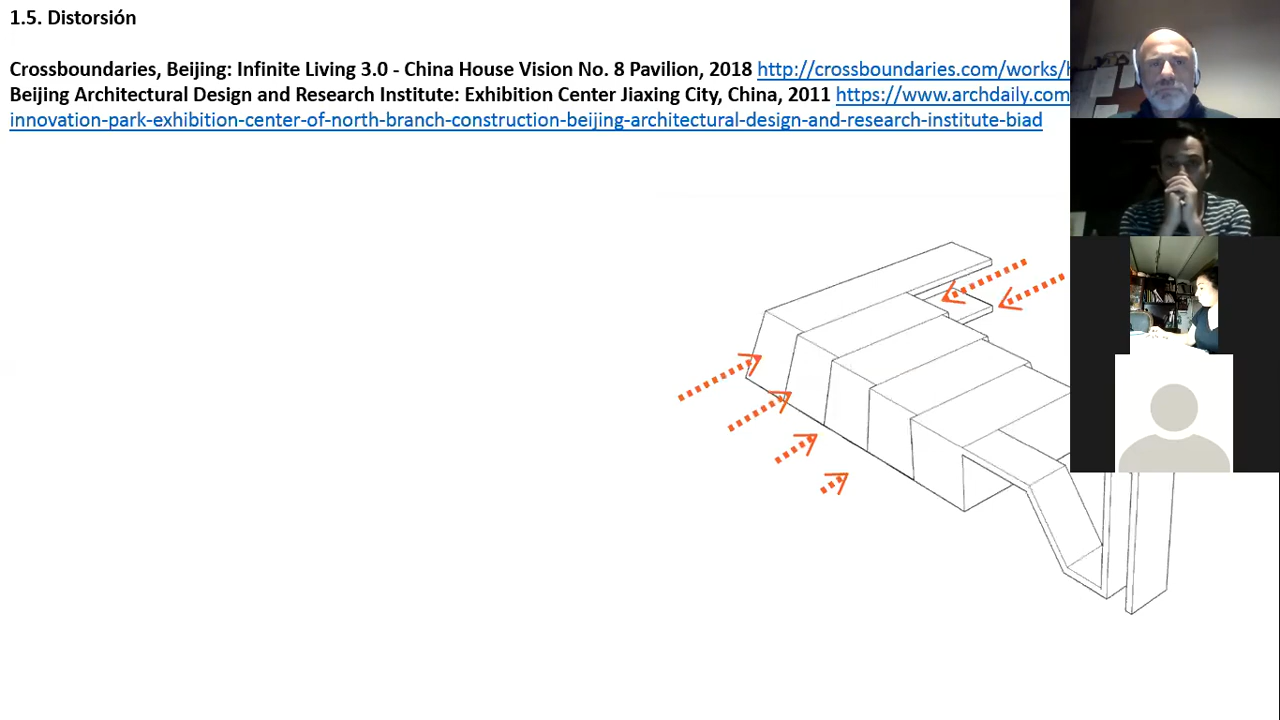 1.5. Distorsión
Crossboundaries, Beijing: Infinite Living 3.0 - China House Vision No. 8 Pavilion, 2018 http://crossboundaries.com/works/
Beijing Architectural Design and Research Institute: Exhibition Center Jiaxing City, China, 2011 https://www.archdaily.com
innovation-park-exhibition-center-of-north-branch-construction-beijing-architectural-design-and-research-institute-biad